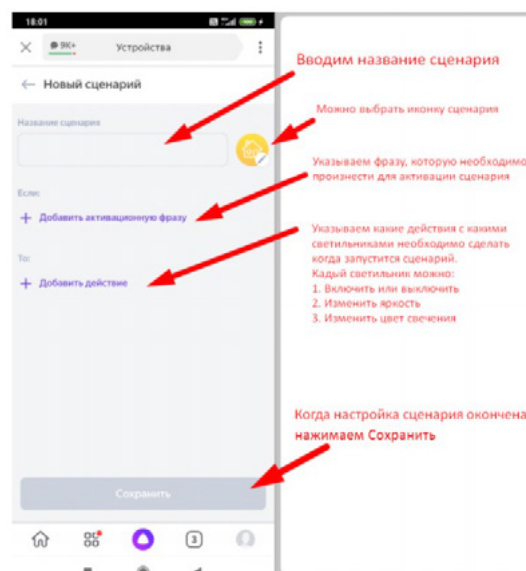 18:01
9К+
Устройства
Новый сценарий
Название сценария
Если:
Добавить активационную фразу
То:
Добавить действие
Сохранить
3
Вводим название сценария
Можно выбрать иконку сценария
Указываем фразу, которую необходимо
произнести для активации сценария
Указываем какие действия с какими
светильниками необходимо сделать
когда запустится сценарий.
Кадый светильник можно:
1. Включить или выключить
2. Изменить яркость
3. Изменить цвет свечения
Когда настройка сценария окончена
нажимаем Сохранить